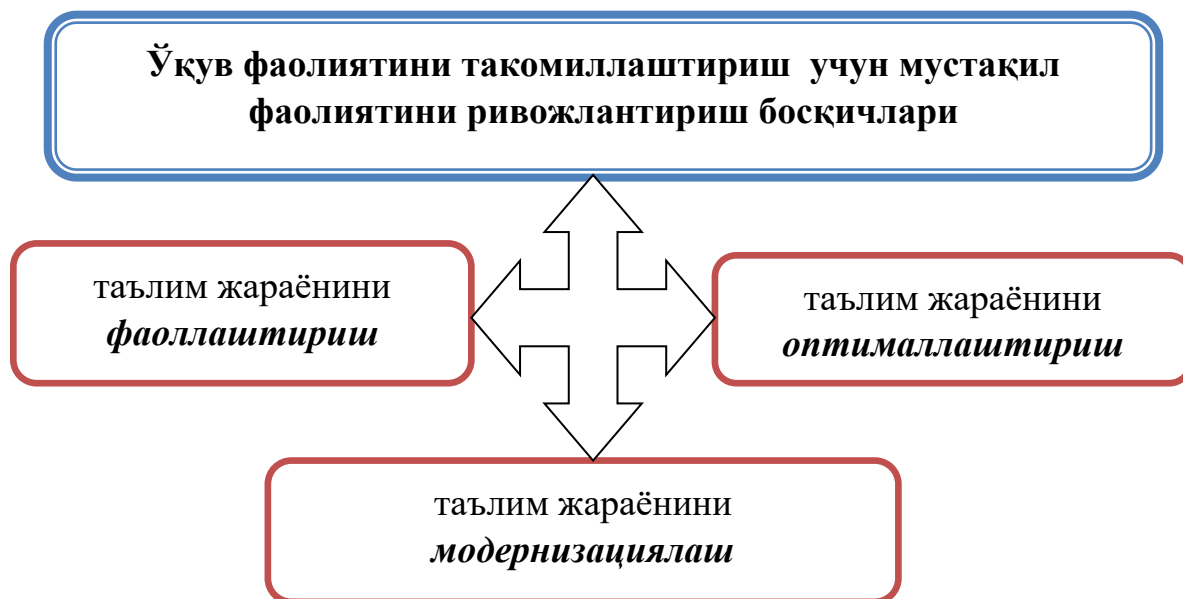 Ўқув фаолиятини такомиллаштириш учун мустақил
фаолиятини ривожлантириш босқичлари
таълим жараёнини
фаоллаштириш
таълим жараёнини
оптималлаштириш
таълим жараёнини
модернизациялаш